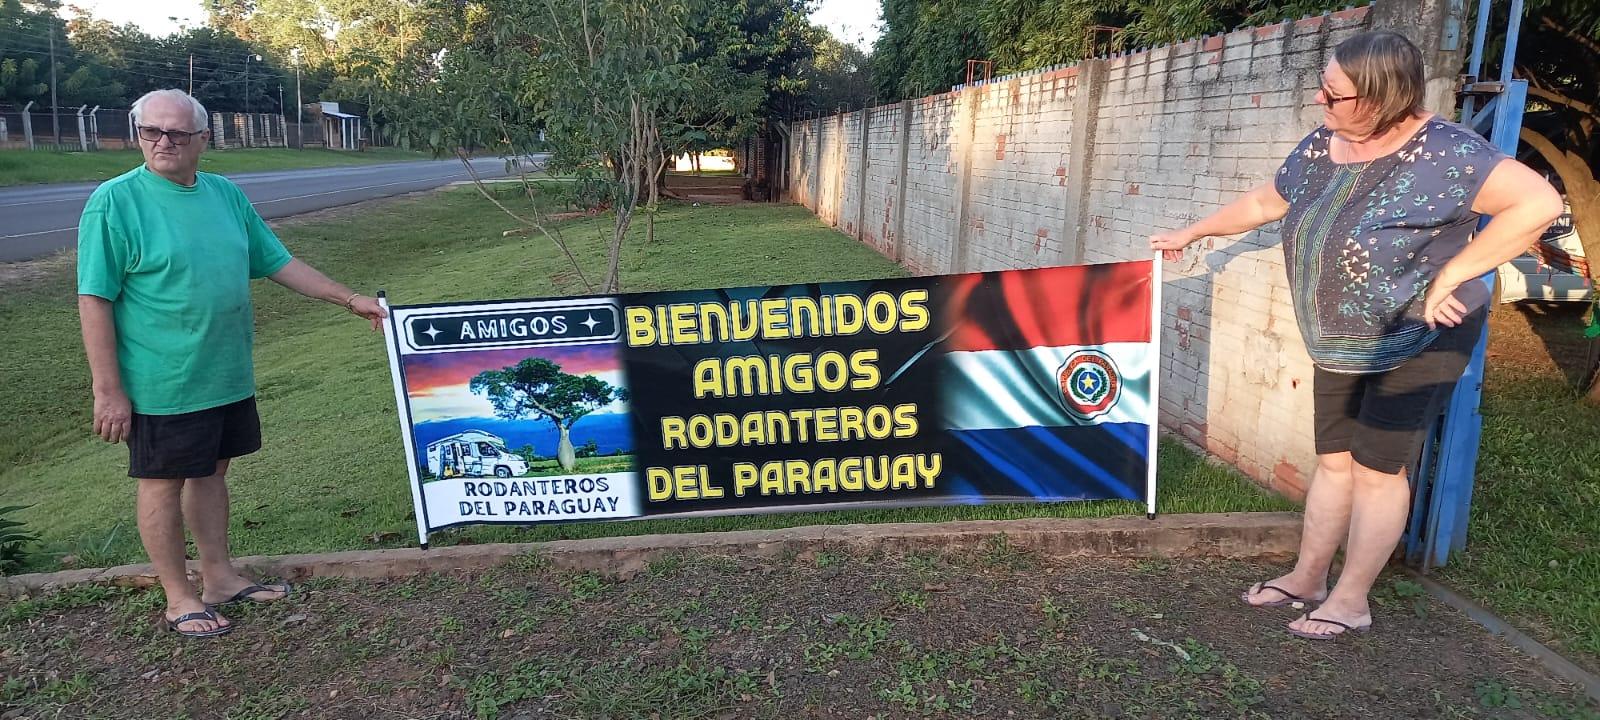 AMIGOS
RODANTEROS
DEL PARAGUAY
BIENVENIDOS
AMIGOS
RODANTEROS
DEL PARAGUAY